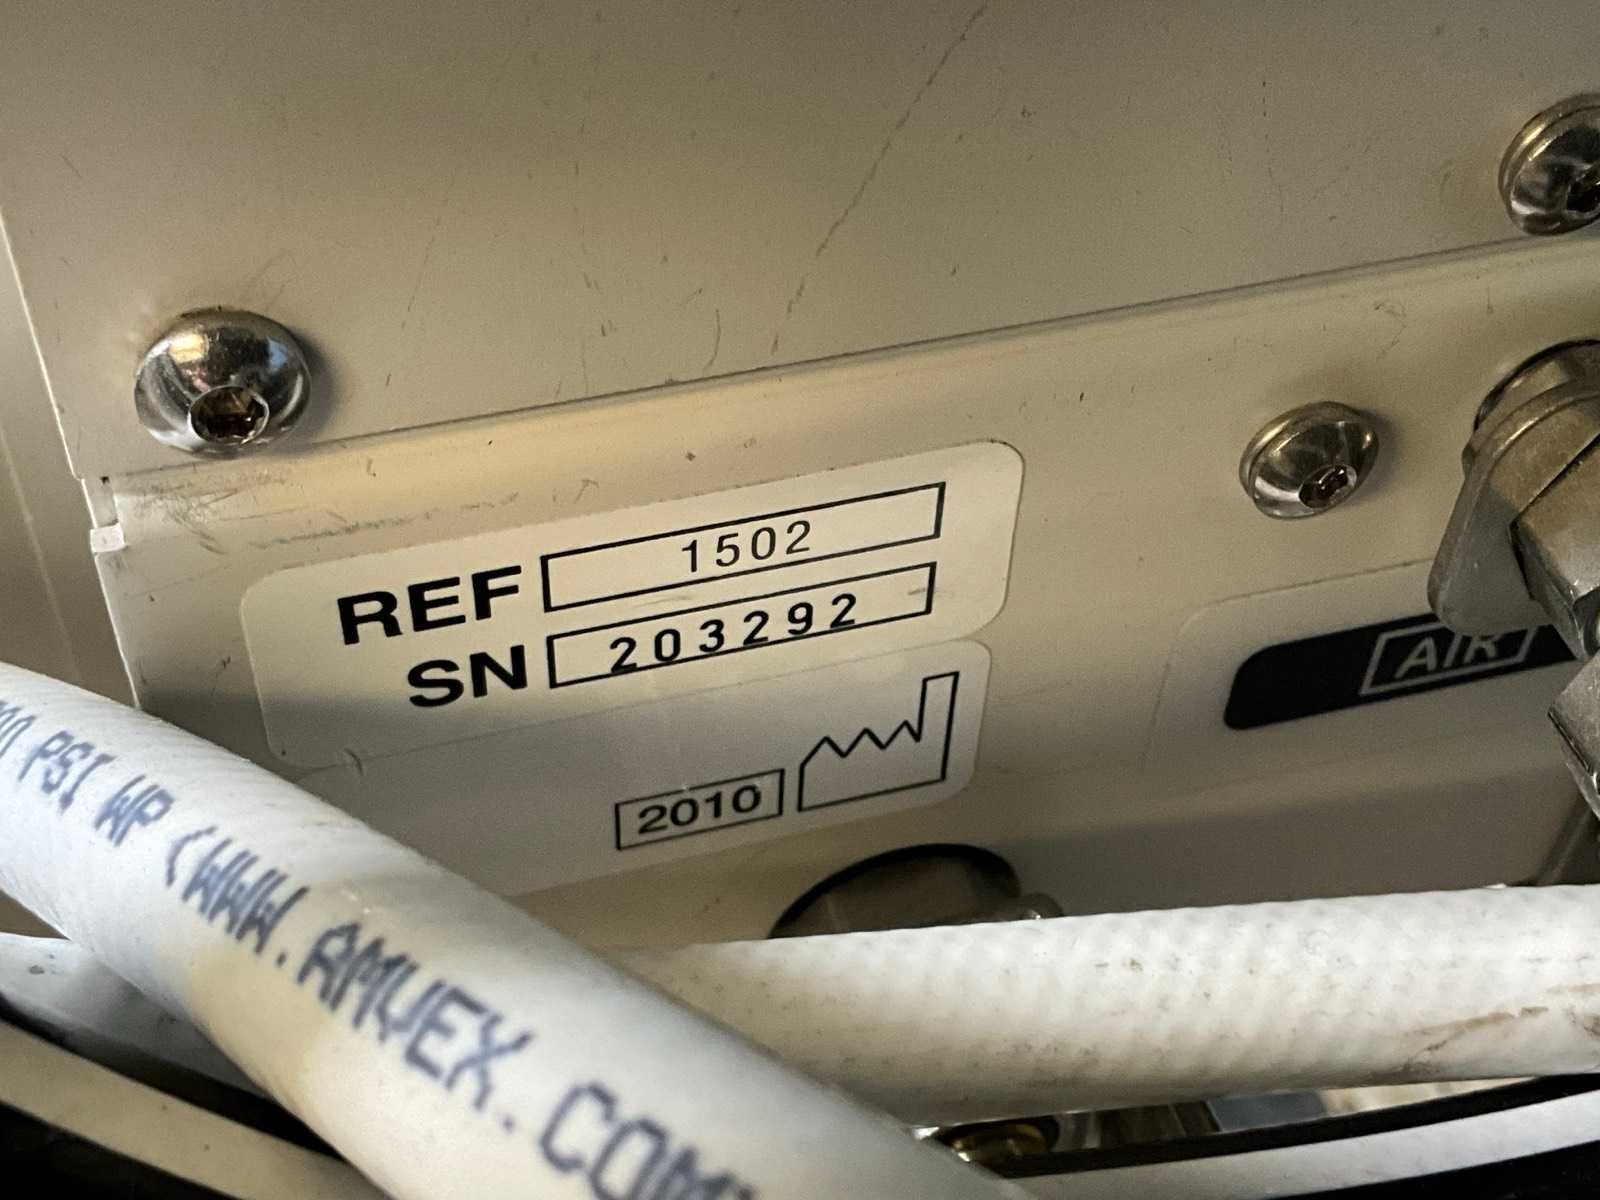 REF 1502
SN 203292
2010
AIR
PSI WP (WWW.AMVEX.COM